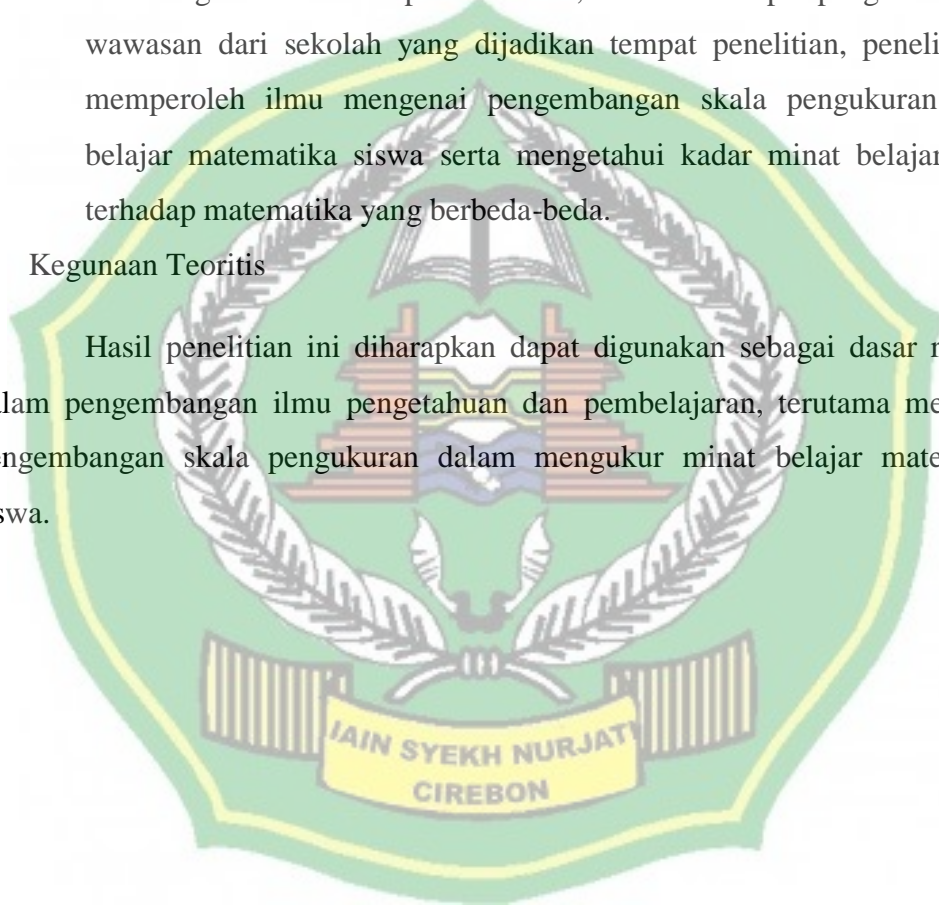 wawasan dari sekolah yang dijadikan tempat penelitian, peneli
memperoleh ilmu mengenai pengembangan skala pengukuran
belajar matematika siswa serta mengetahui kadar minat belajar
terhadap matematika yang berbeda-beda.
Kegunaan Teoritis
Hasil penelitian ini diharapkan dapat digunakan sebagai dasar
alam pengembangan ilmu pengetahuan dan pembelajaran, terutama me
engembangan skala pengukuran dalam mengukur minat belajar mate
iswa.
IAIN SYEKH NURJATI
CIREBON